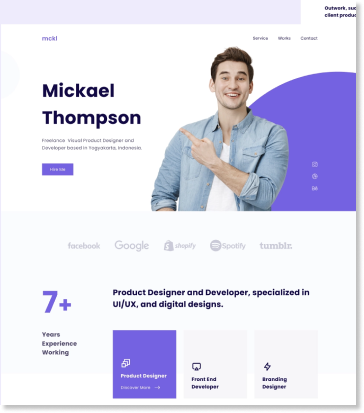 Outwork, suc
client produc
mckl
Service Works Contact
Mickael
Thompson
Freelance Visual Product Designer and
Developer based in Yogyakarta, Indonesia.
Hire me
facebook Google shopify Spotify tumblr.
7+
Years
Experience
Working
Product Designer and Developer, specialized in
UI/UX, and digital designs.
Product Designer
Discover More →
Front End
Developer
Branding
Designer